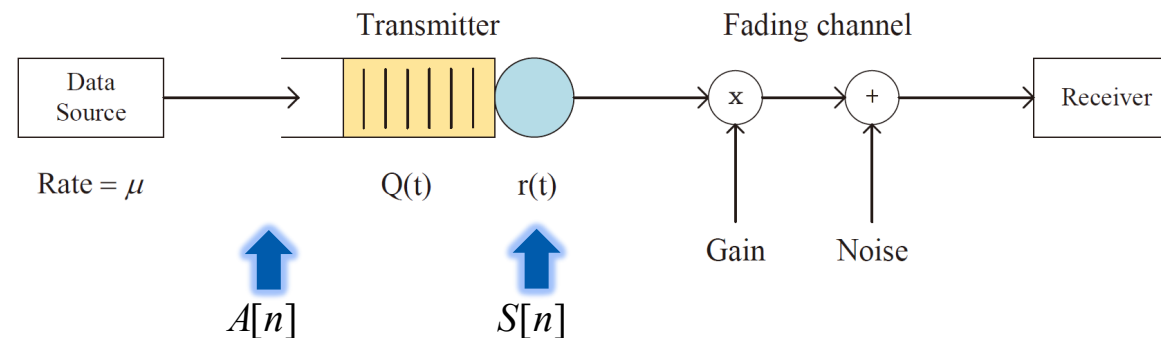 Transmitter
Fading channel
Data
Source
x
+
Receiver
Rate = μ
Q(t)
r(t)
Gain
Noise
A[n]
S[n]